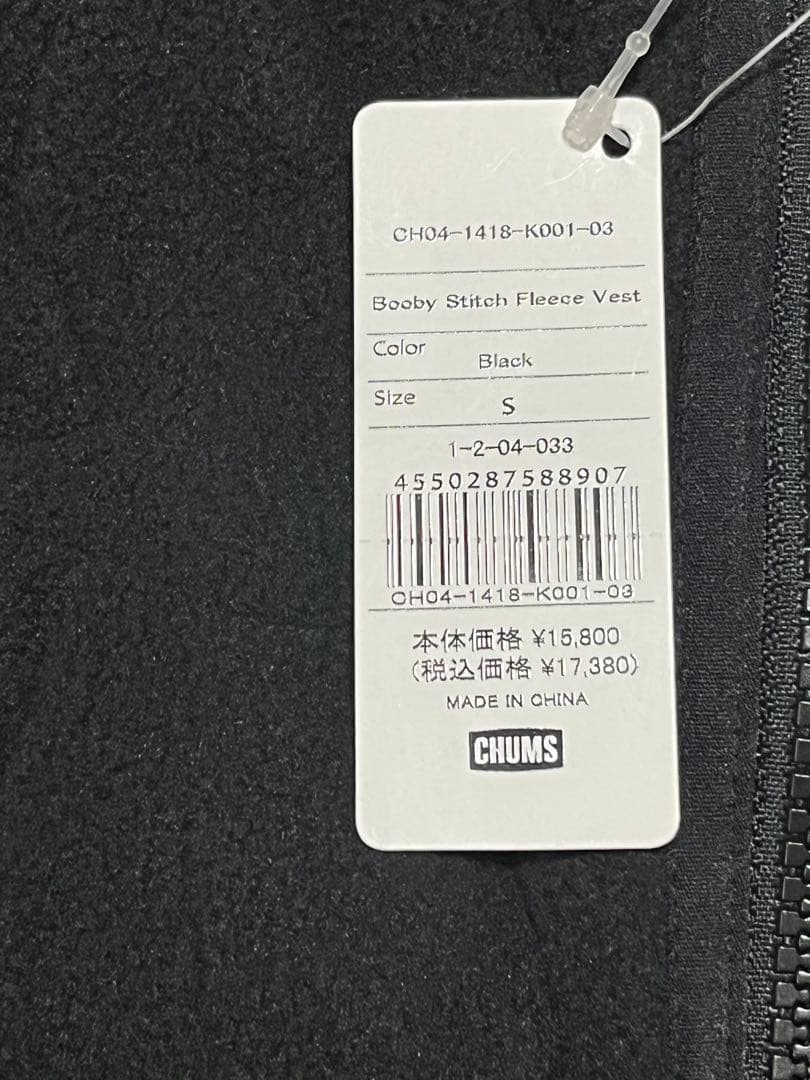 CH04-1418-K001-03
Booby Stitch Fleece Vest
Color Black
Size S
1-2-04-033
4550287588907
CH04-1418-K001-03
本体価格 ¥15,800
(税込価格 ¥17,380)
MADE IN CHINA
CHUMS